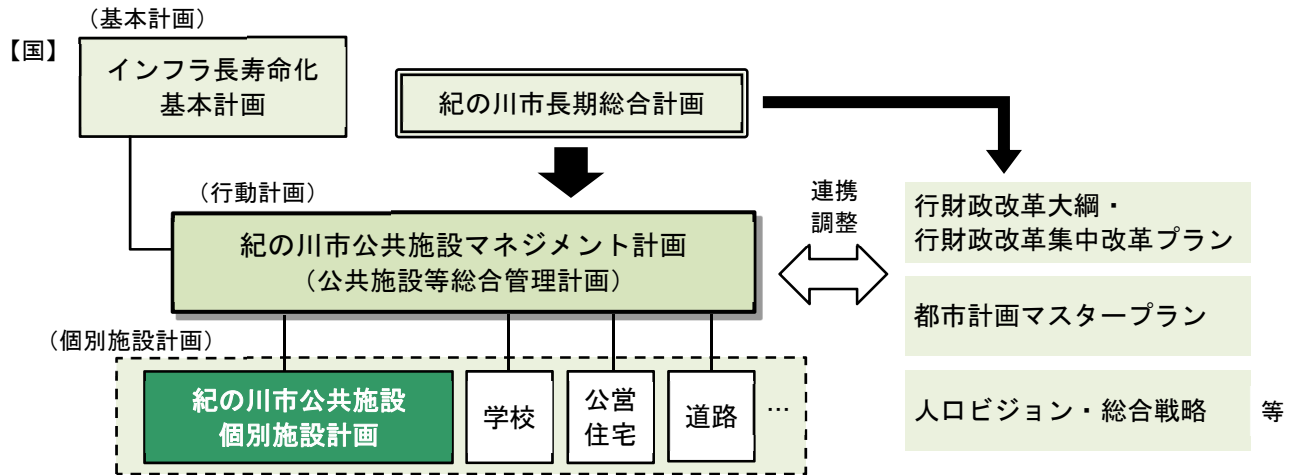 （基本計画）
【国】
インフラ長寿命化
基本計画
紀の川市長期総合計画
（行動計画）
紀の川市公共施設マネジメント計画
（公共施設等総合管理計画）
連携
調整
行財政改革大綱・
行財政改革集中改革プラン
都市計画マスタープラン
人口ビジョン・総合戦略
等
（個別施設計画）
紀の川市公共施設
個別施設計画
学校
公営
住宅
道路
…